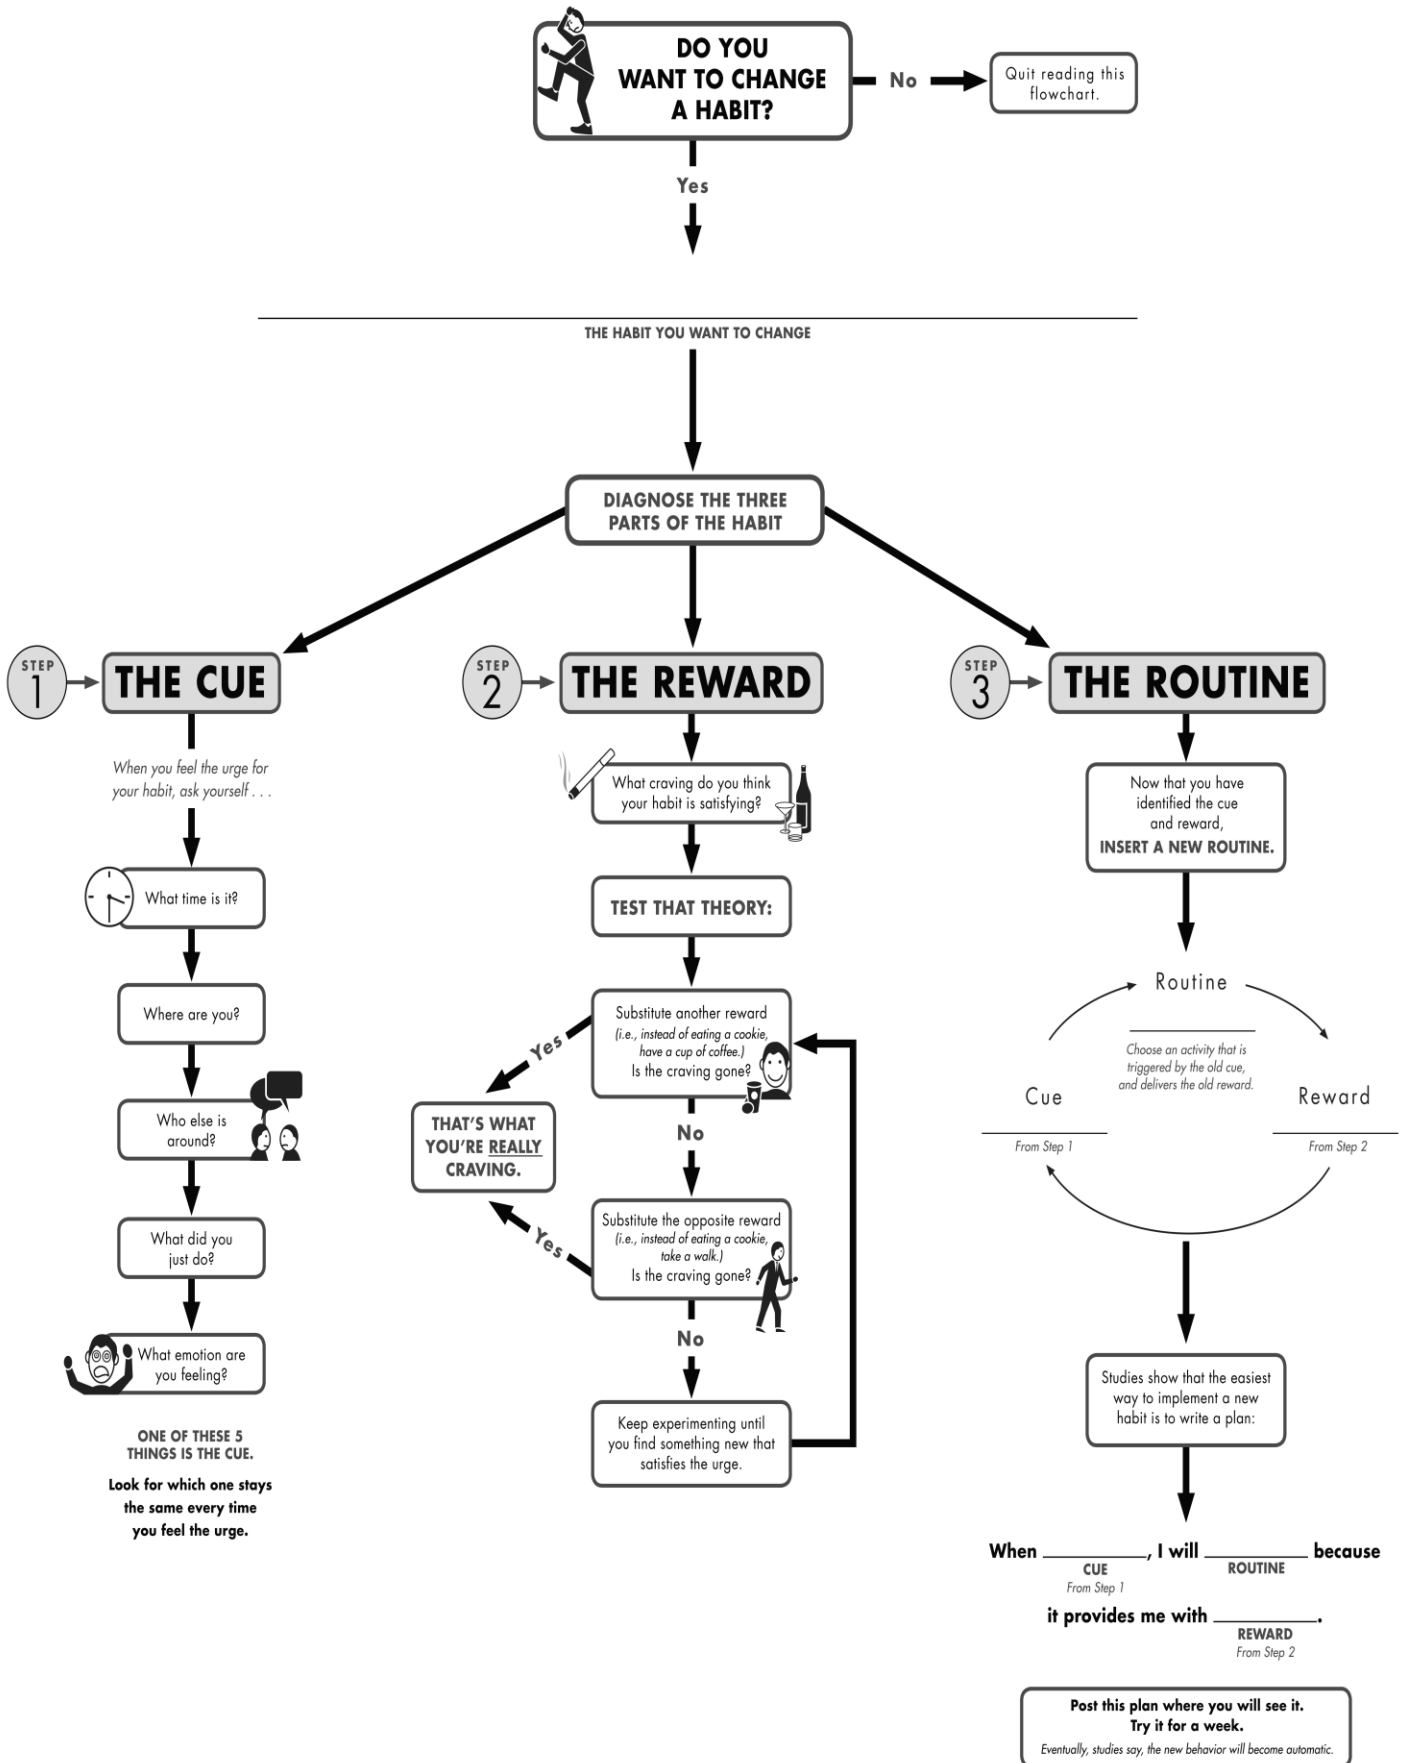 DO YOU
WANT TO CHANGE
A HABIT?
No
Quit reading this
flowchart.
Yes
THE HABIT YOU WANT TO CHANGE
DIAGNOSE THE THREE
PARTS OF THE HABIT
STEP
1
THE CUE
When you feel the urge for
your habit, ask yourself . . .
What time is it?
Where are you?
Who else is
around?
What did you
just do?
What emotion are
you feeling?
ONE OF THESE 5
THINGS IS THE CUE.
Look for which one stays
the same every time
you feel the urge.
STEP
2
THE REWARD
What craving do you think
your habit is satisfying?
TEST THAT THEORY:
Substitute another reward
(i.e., instead of eating a cookie,
have a cup of coffee.)
Is the craving gone?
Yes
THAT'S WHAT
YOU'RE REALLY
CRAVING.
No
Substitute the opposite reward
(i.e., instead of eating a cookie,
take a walk.)
Is the craving gone?
Yes
No
Keep experimenting until
you find something new that
satisfies the urge.
STEP
3
THE ROUTINE
Now that you have
identified the cue
and reward,
INSERT A NEW ROUTINE.
Routine
Choose an activity that is
triggered by the old cue,
and delivers the old reward.
Cue
From Step 1
Reward
From Step 2
Studies show that the easiest
way to implement a new
habit is to write a plan:
When __________, I will __________ because
CUE
From Step 1
ROUTINE
it provides me with __________.
REWARD
From Step 2
Post this plan where you will see it.
Try it for a week.
Eventually, studies say, the new behavior will become automatic.